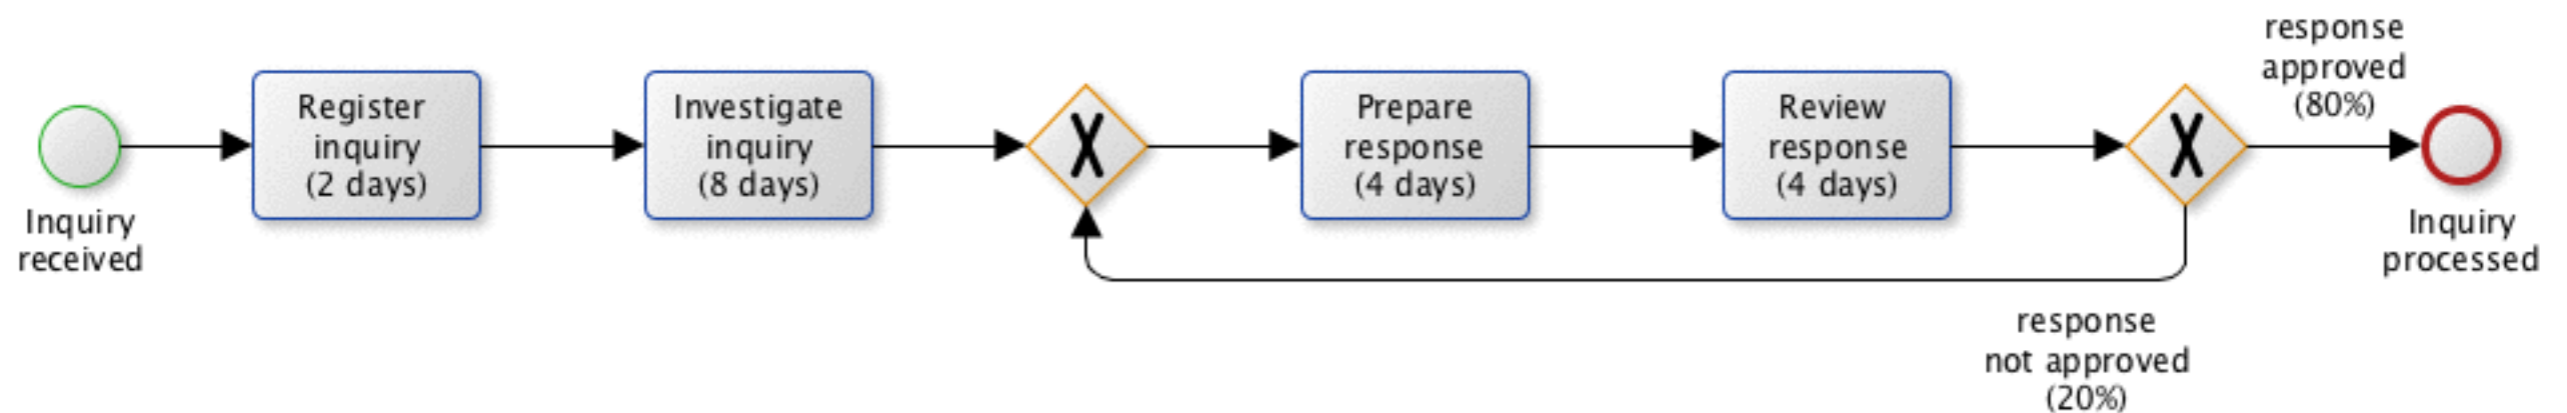 Inquiry
received
Register
inquiry
(2 days)
Investigate
inquiry
(8 days)
X
Prepare
response
(4 days)
Review
response
(4 days)
X
response
approved
(80%)
response
not approved
(20%)
Inquiry
processed